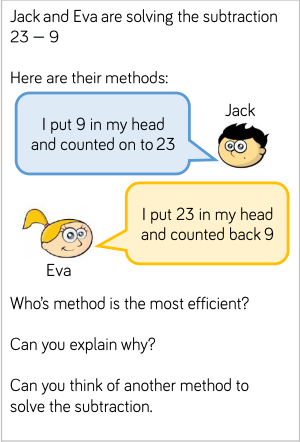 Jack and Eva are solving the subtraction
23 – 9
Here are their methods:
Jack
I put 9 in my head
and counted on to 23
I put 23 in my head
and counted back 9
Eva
Who's method is the most efficient?
Can you explain why?
Can you think of another method to
solve the subtraction.